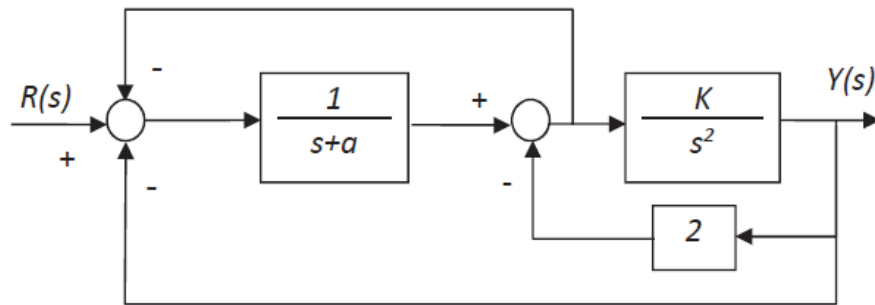 -
R(s)
+
-
1
s+a
+
-
K
s²
Y(s)
2